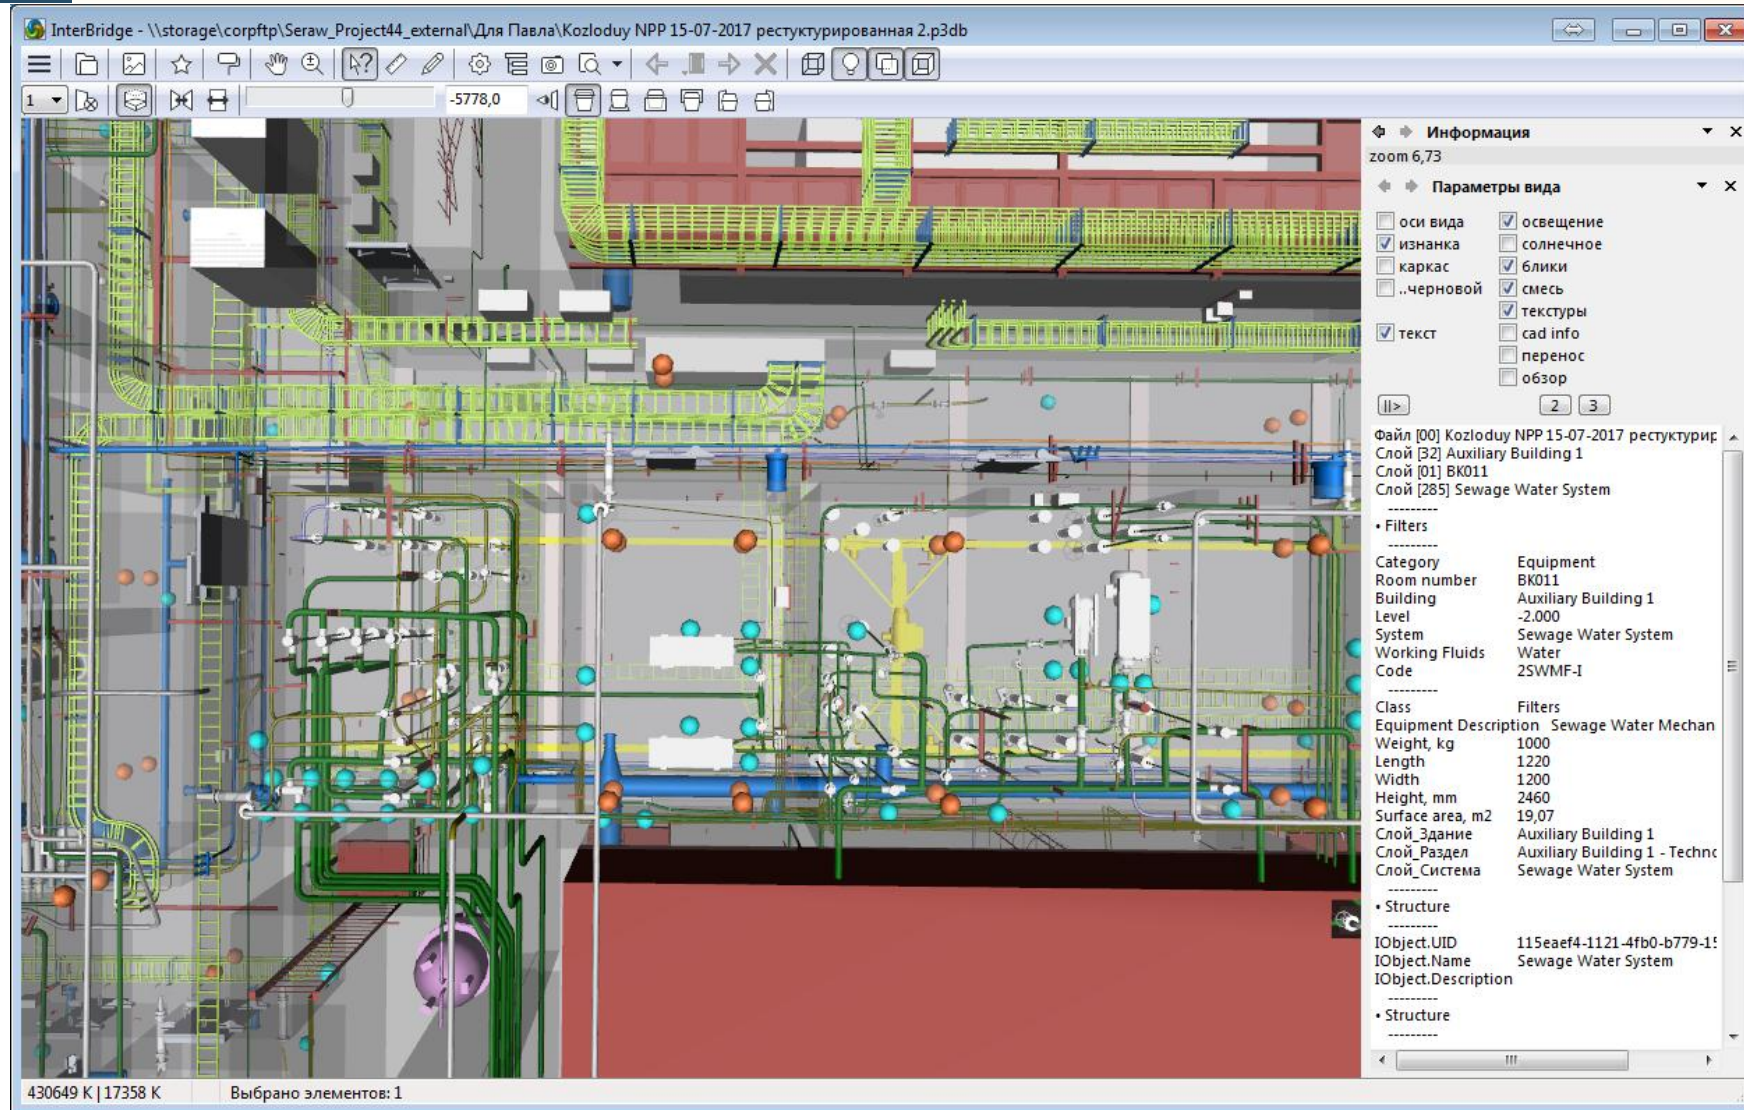 InterBridge - \\storage\corpftp\Seraw_Project44_external\Для Павла\Kozloduy NPP 15-07-2017 рестуктурированная 2.p3db
1
-5778,0
Информация
zoom 6,73
Параметры вида
оси вида освещение
изнанка солнечное
каркас блики
..черновой смесь
текстуры
текст cad info
перенос
обзор
||> 2 3
Файл [00] Kozloduy NPP 15-07-2017 рестуктурир
Слой [32] Auxiliary Building 1
Слой [01] BK011
Слой [285] Sewage Water System
---------
• Filters
---------
Category Equipment
Room number BK011
Building Auxiliary Building 1
Level -2.000
System Sewage Water System
Working Fluids Water
Code 2SWMF-I
---------
Class Filters
Equipment Description Sewage Water Mechan
Weight, kg 1000
Length 1220
Width 1200
Height, mm 2460
Surface area, m2 19,07
Слой_Здание Auxiliary Building 1
Слой_Раздел Auxiliary Building 1 - Techno
Слой_Система Sewage Water System
---------
• Structure
---------
IObject.UID 115eaef4-1121-4fb0-b779-15
IObject.Name Sewage Water System
IObject.Description
---------
• Structure
---------
430649 K | 17358 K Выбрано элементов: 1